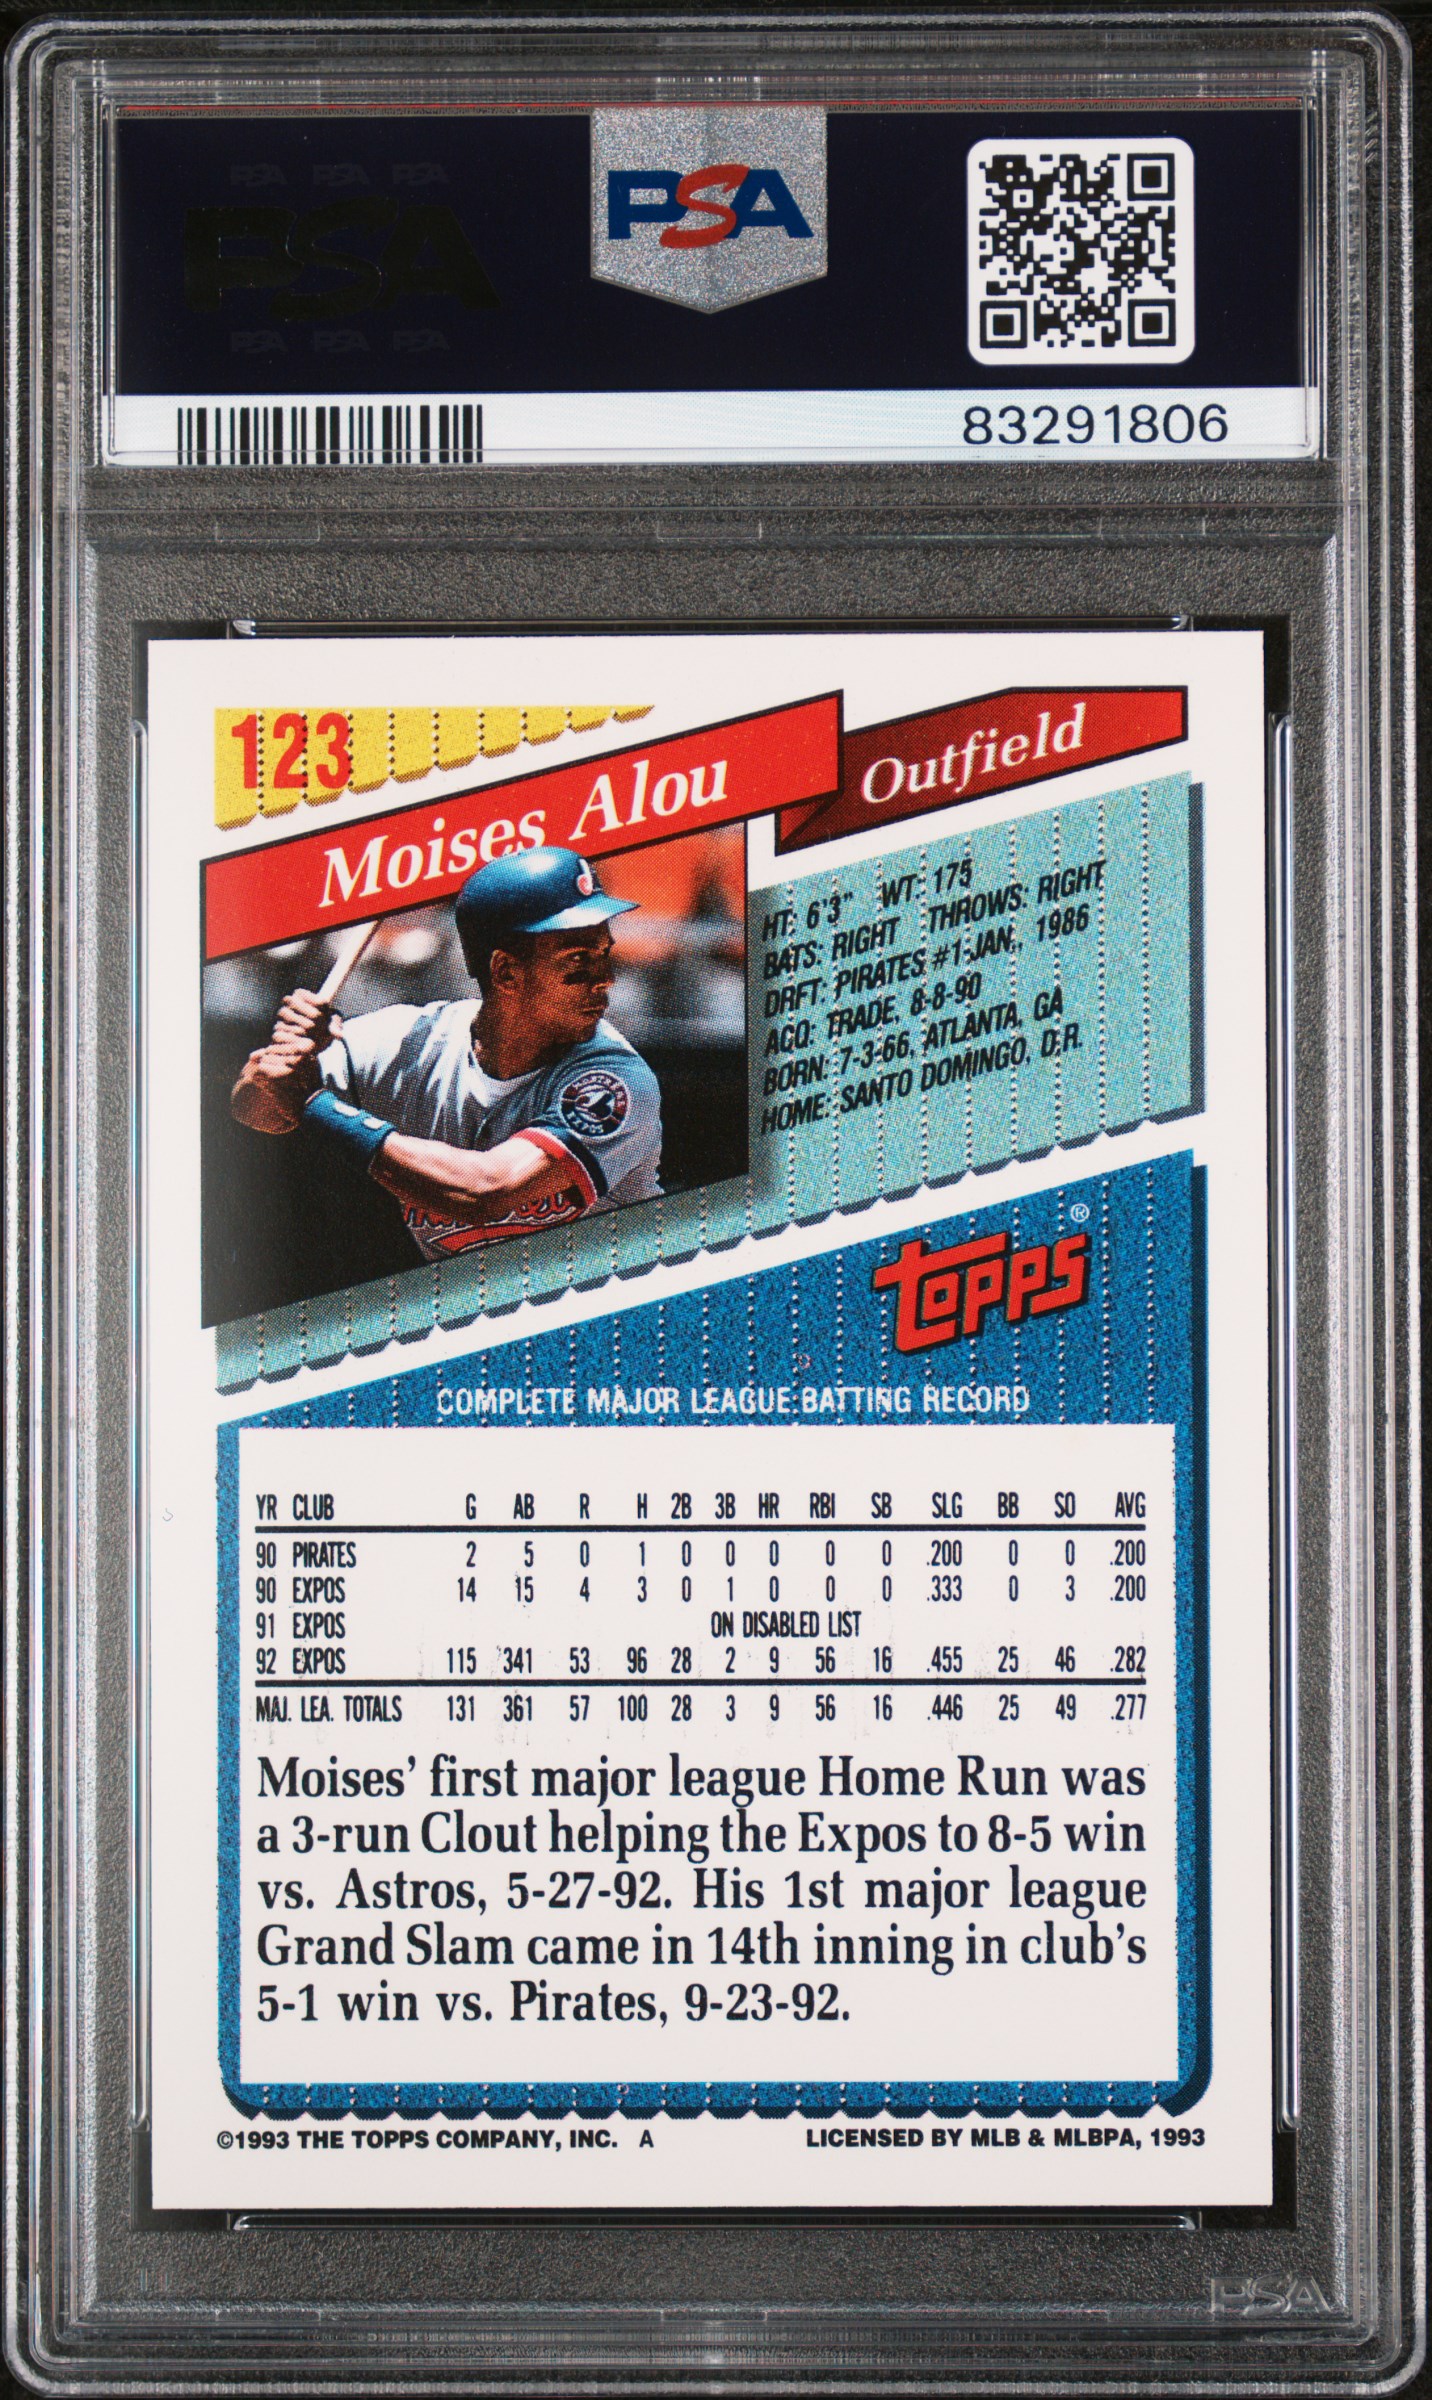 PSA PSA PSA
PSA
PSA PSA PSA
PSA
83291806
123
Moises Alou
Outfield
HT: 6'3" WT: 175
BATS: RIGHT THROWS: RIGHT
DRFT: PIRATES #1-JAN., 1986
ACQ: TRADE, 8-8-90
BORN: 7-3-66, ATLANTA, GA
HOME: SANTO DOMINGO, D.R.
MONTREAL
EXPOS
Topps®
COMPLETE MAJOR LEAGUE BATTING RECORD
YR CLUB G AB R H 2B 3B HR RBI SB SLG BB SO AVG
90 PIRATES 2 5 0 1 0 0 0 0 0 .200 0 0 .200
90 EXPOS 14 15 4 3 0 1 0 0 0 .333 0 3 .200
91 EXPOS ON DISABLED LIST
92 EXPOS 115 341 53 96 28 2 9 56 16 .455 25 46 .282
MAJ. LEA. TOTALS 131 361 57 100 28 3 9 56 16 .446 25 49 .277
Moises' first major league Home Run was
a 3-run Clout helping the Expos to 8-5 win
vs. Astros, 5-27-92. His 1st major league
Grand Slam came in 14th inning in club's
5-1 win vs. Pirates, 9-23-92.
©1993 THE TOPPS COMPANY, INC. A
LICENSED BY MLB & MLBPA, 1993
PSA